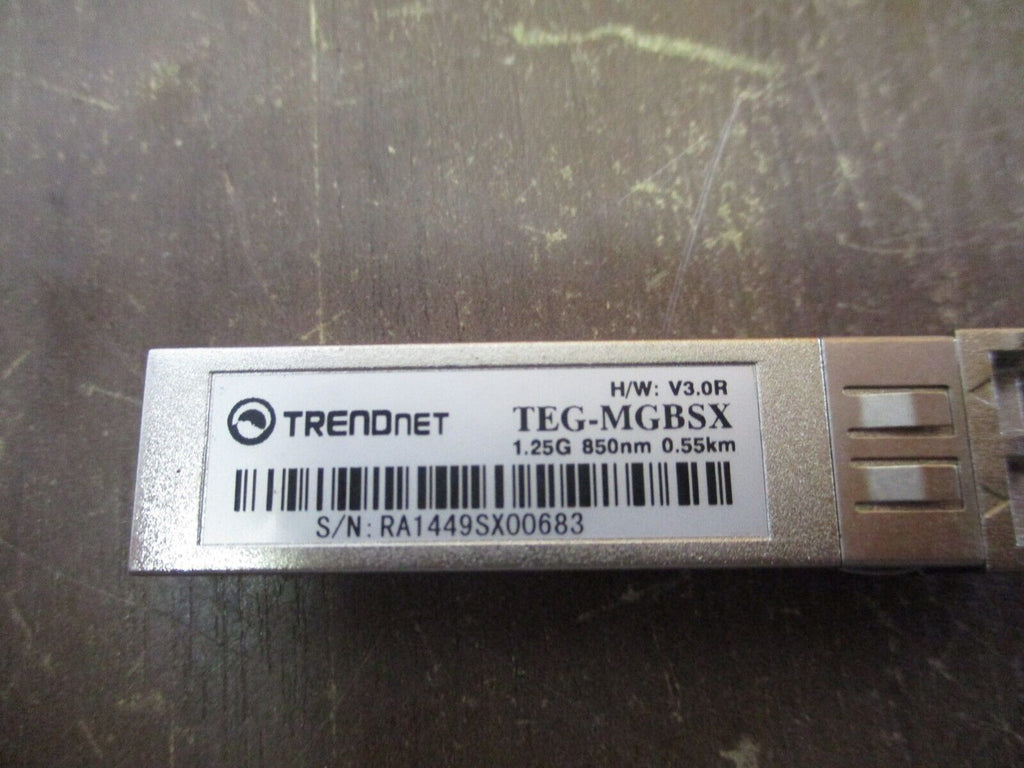 TRENDNET
H/W: V3.0R
TEG-MGBSX
1.25G 850nm 0.55km
S/N: RA1449SX00683